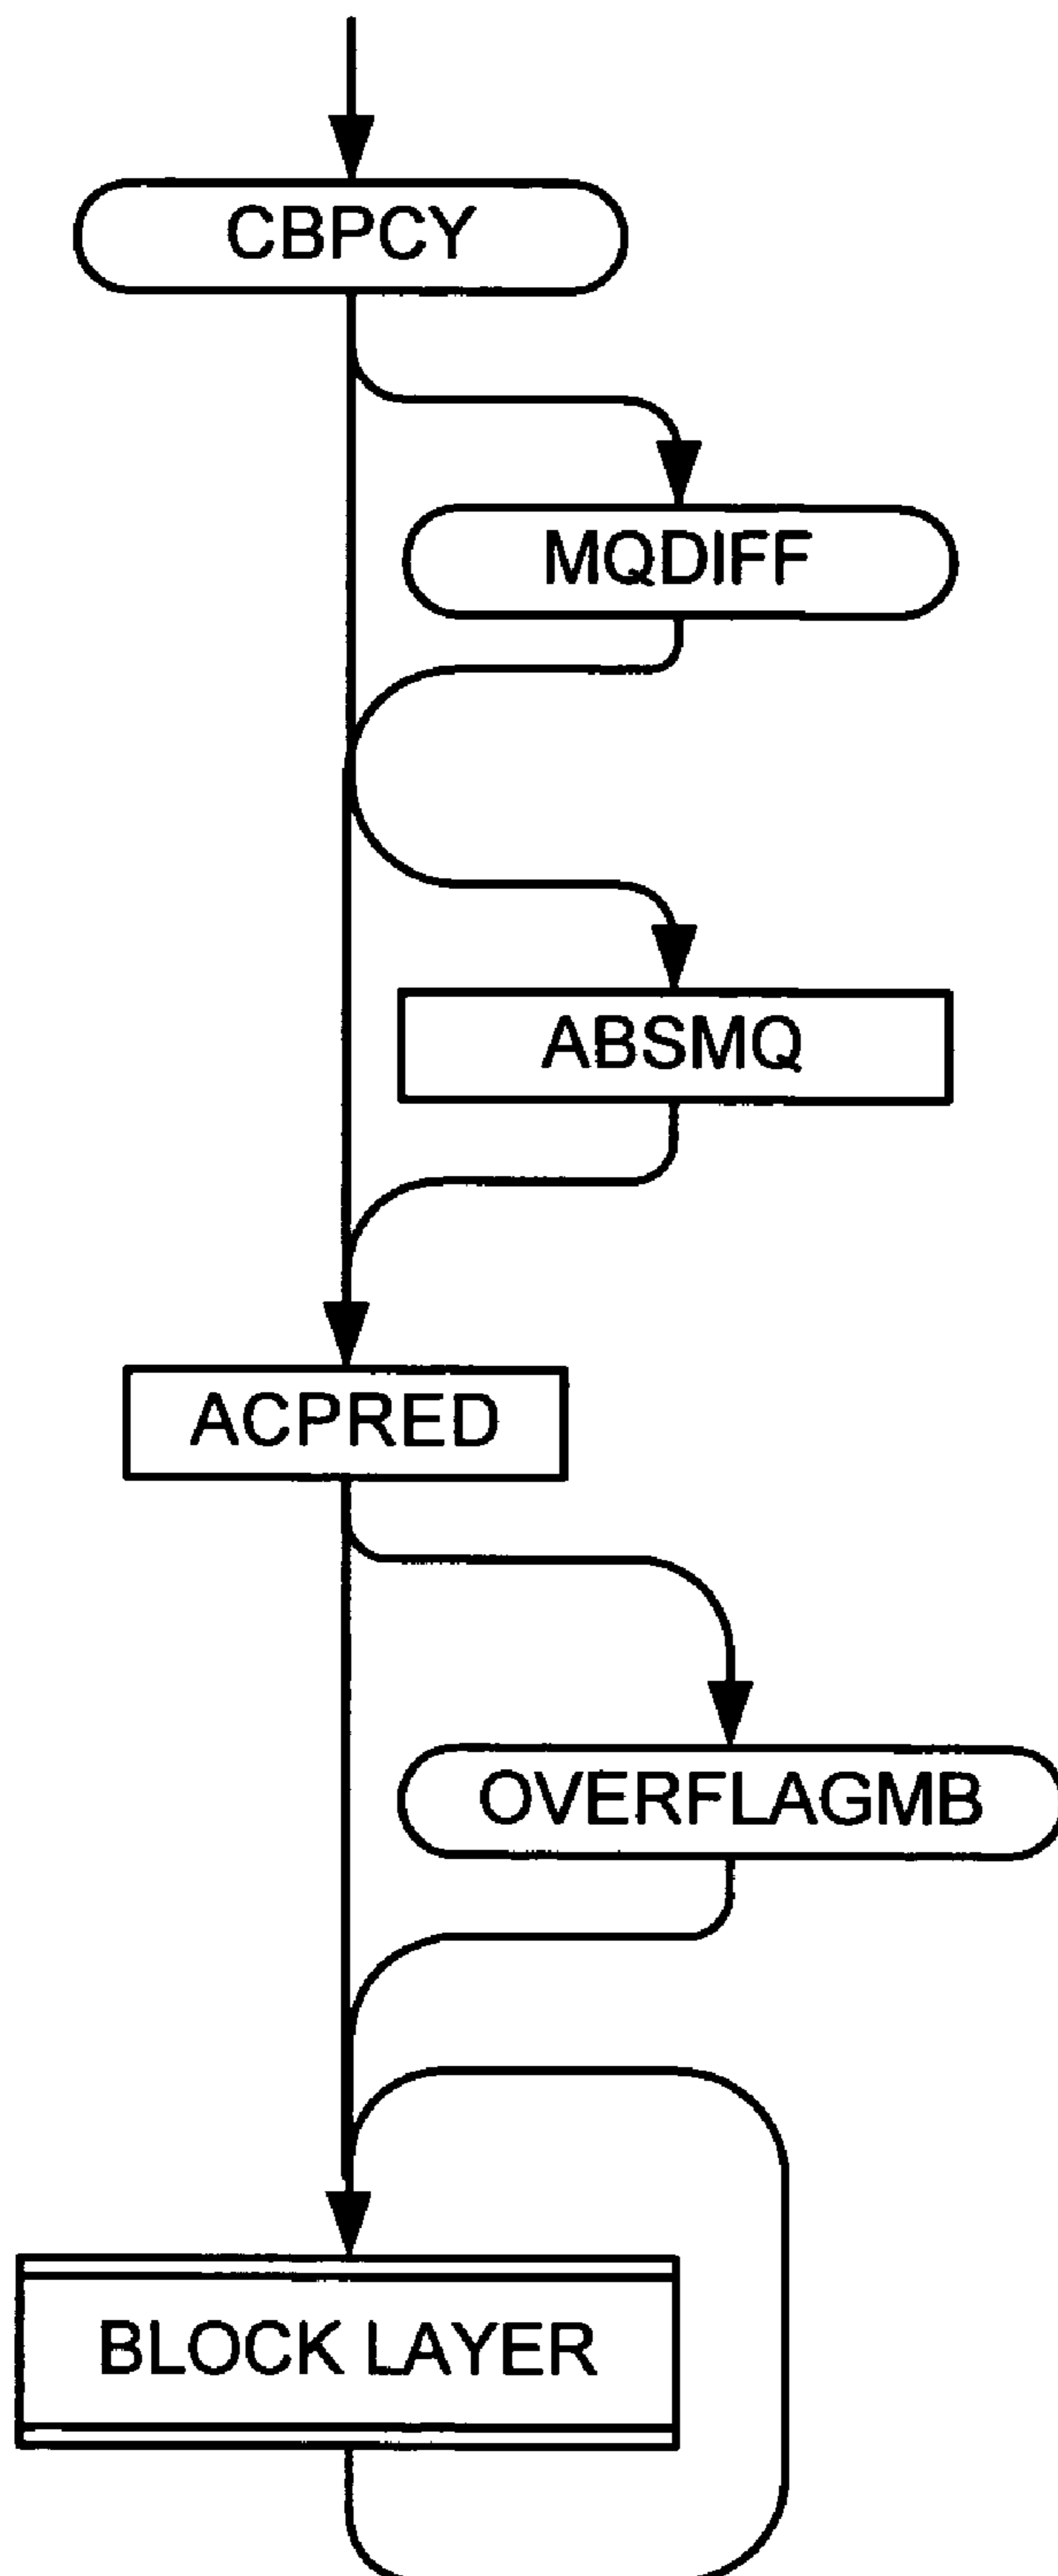 CBPCY
MQDIFF
ABSMQ
ACPRED
OVERFLAGMB
BLOCK LAYER